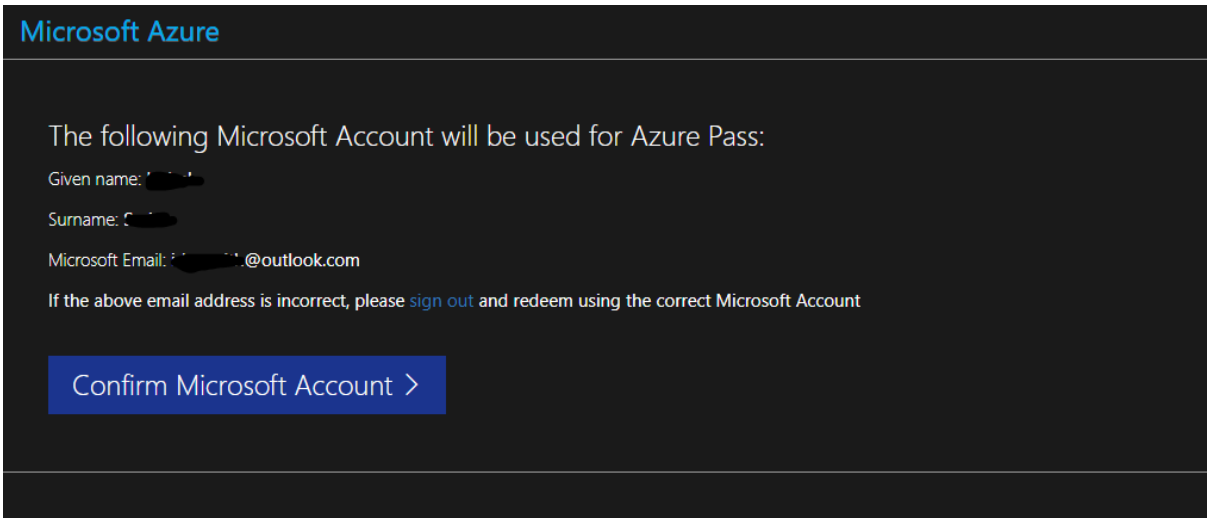 Microsoft Azure
The following Microsoft Account will be used for Azure Pass:
Given name:
Surname:
Microsoft Email: @outlook.com
If the above email address is incorrect, please sign out and redeem using the correct Microsoft Account
Confirm Microsoft Account >